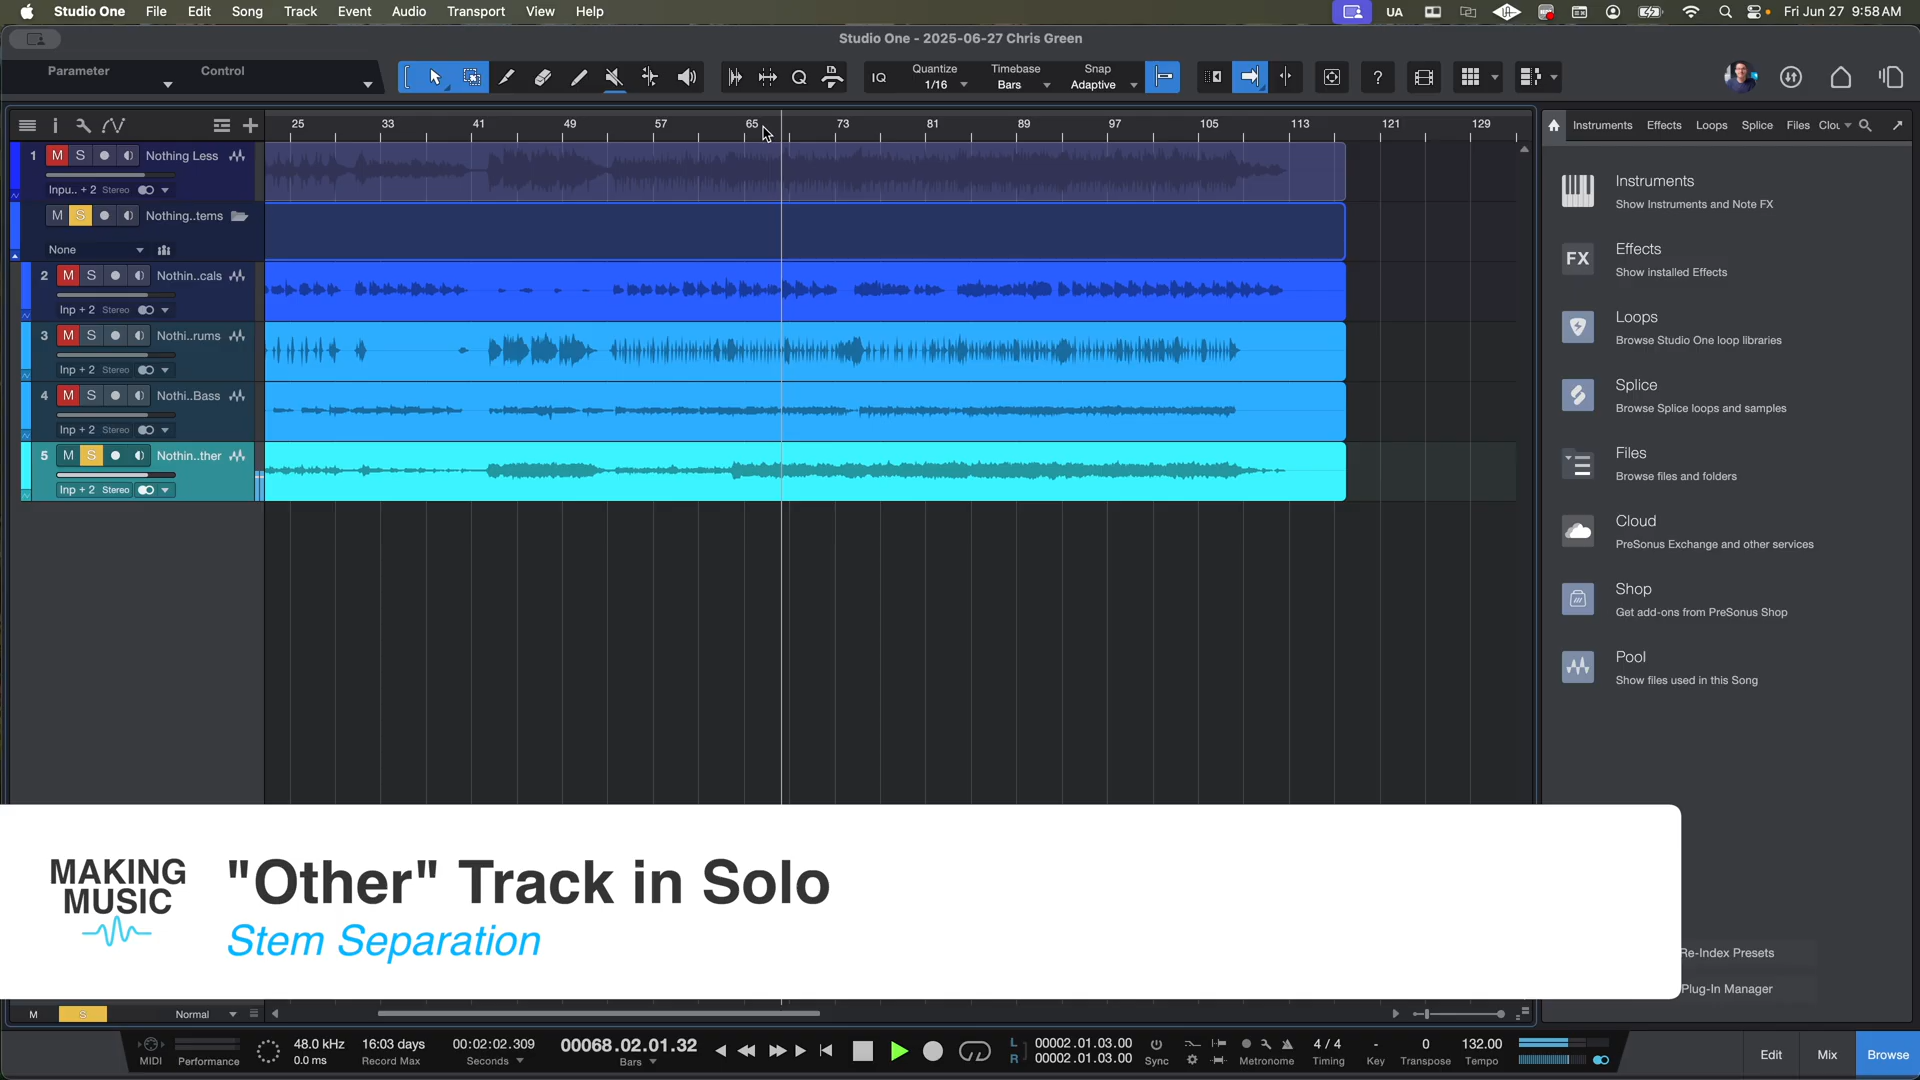 Studio One File Edit Song Track Event Audio Transport View Help
UA
Fri Jun 27 9:58 AM
Studio One - 2025-06-27 Chris Green
Parameter Control
IQ
Quantize
1/16
Timebase
Bars
Snap
Adaptive
?
25 33 41 49 57 65 73 81 89 97 105 113 121 129
1 M S Nothing Less
Inpu.. + 2 Stereo
M S Nothing..tems
None
2 M S Nothin..cals
Inp + 2 Stereo
3 M S Nothi..rums
Inp + 2 Stereo
4 M S Nothi..Bass
Inp + 2 Stereo
5 M S Nothin..ther
Inp + 2 Stereo
Instruments Effects Loops Splice Files Clou
Instruments
Show Instruments and Note FX
FX
Effects
Show installed Effects
Loops
Browse Studio One loop libraries
Splice
Browse Splice loops and samples
Files
Browse files and folders
Cloud
PreSonus Exchange and other services
Shop
Get add-ons from PreSonus Shop
Pool
Show files used in this Song
MAKING
MUSIC
"Other" Track in Solo
Stem Separation
Re-Index Presets
Plug-In Manager
M S Normal
MIDI
Performance
48.0 kHz
0.0 ms
16:03 days
Record Max
00:02:02.309
Seconds
00068.02.01.32
Bars
L 00002.01.03.00
R 00002.01.03.00
Sync
Metronome
4 / 4
Timing
-
Key
0
Transpose
132.00
Tempo
Edit Mix Browse